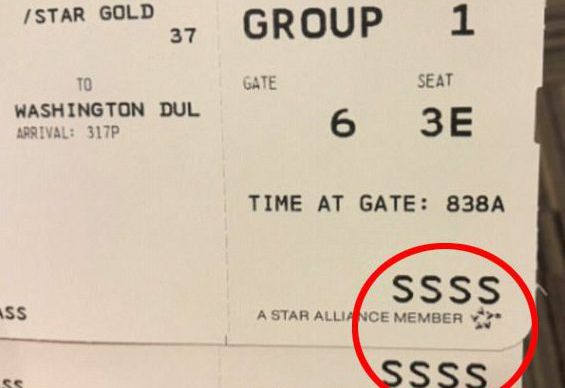 /STAR GOLD
37
TO
WASHINGTON DUL
ARRIVAL: 317P
GROUP 1
GATE SEAT
6 3E
TIME AT GATE: 838A
SSSS
A STAR ALLIANCE MEMBER
ASS
SSSS
SS